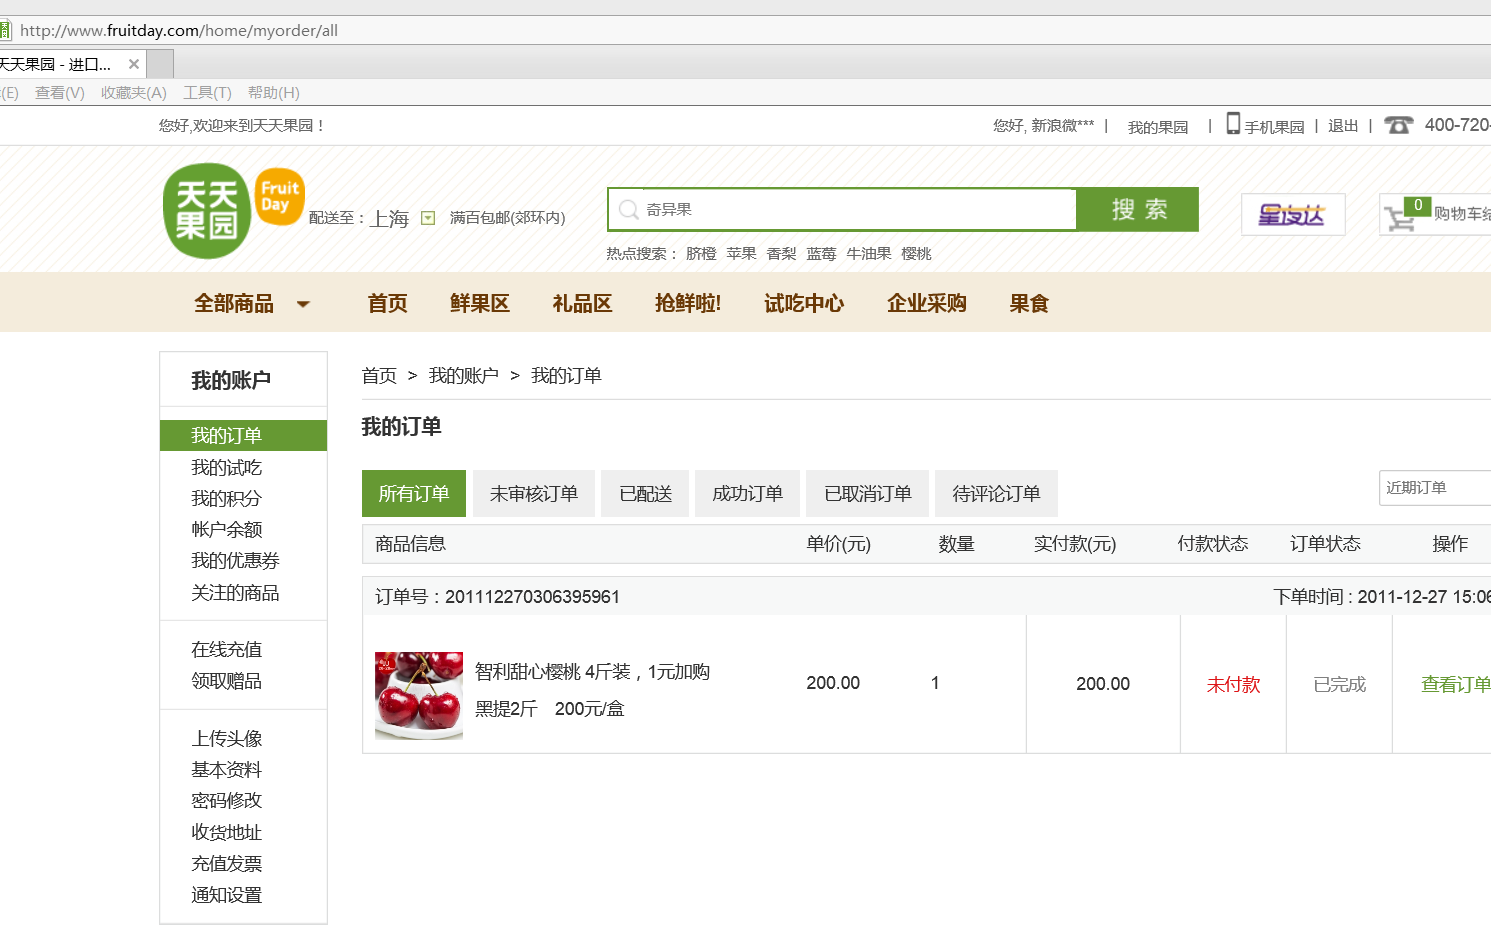 http://www.fruitday.com/home/myorder/all
天天果园 - 进口...
(E) 查看(V) 收藏夹(A) 工具(T) 帮助(H)
您好,欢迎来到天天果园！
您好, 新浪微*** | 我的果园 | 手机果园 | 退出 | 400-720-
天天果园
Fruit Day
配送至：上海 满百包邮(郊环内)
奇异果
搜 索
星夜达
0
购物车结
热点搜索： 脐橙 苹果 香梨 蓝莓 牛油果 樱桃
全部商品 首页 鲜果区 礼品区 抢鲜啦! 试吃中心 企业采购 果食
我的账户
我的订单
我的试吃
我的积分
帐户余额
我的优惠券
关注的商品
在线充值
领取赠品
上传头像
基本资料
密码修改
收货地址
充值发票
通知设置
首页 > 我的账户 > 我的订单
我的订单
所有订单 未审核订单 已配送 成功订单 已取消订单 待评论订单 近期订单
商品信息 单价(元) 数量 实付款(元) 付款状态 订单状态 操作
订单号：201112270306395961 下单时间 : 2011-12-27 15:06
智利甜心樱桃 4斤装，1元加购
黑提2斤 200元/盒
200.00 1 200.00 未付款 已完成 查看订单